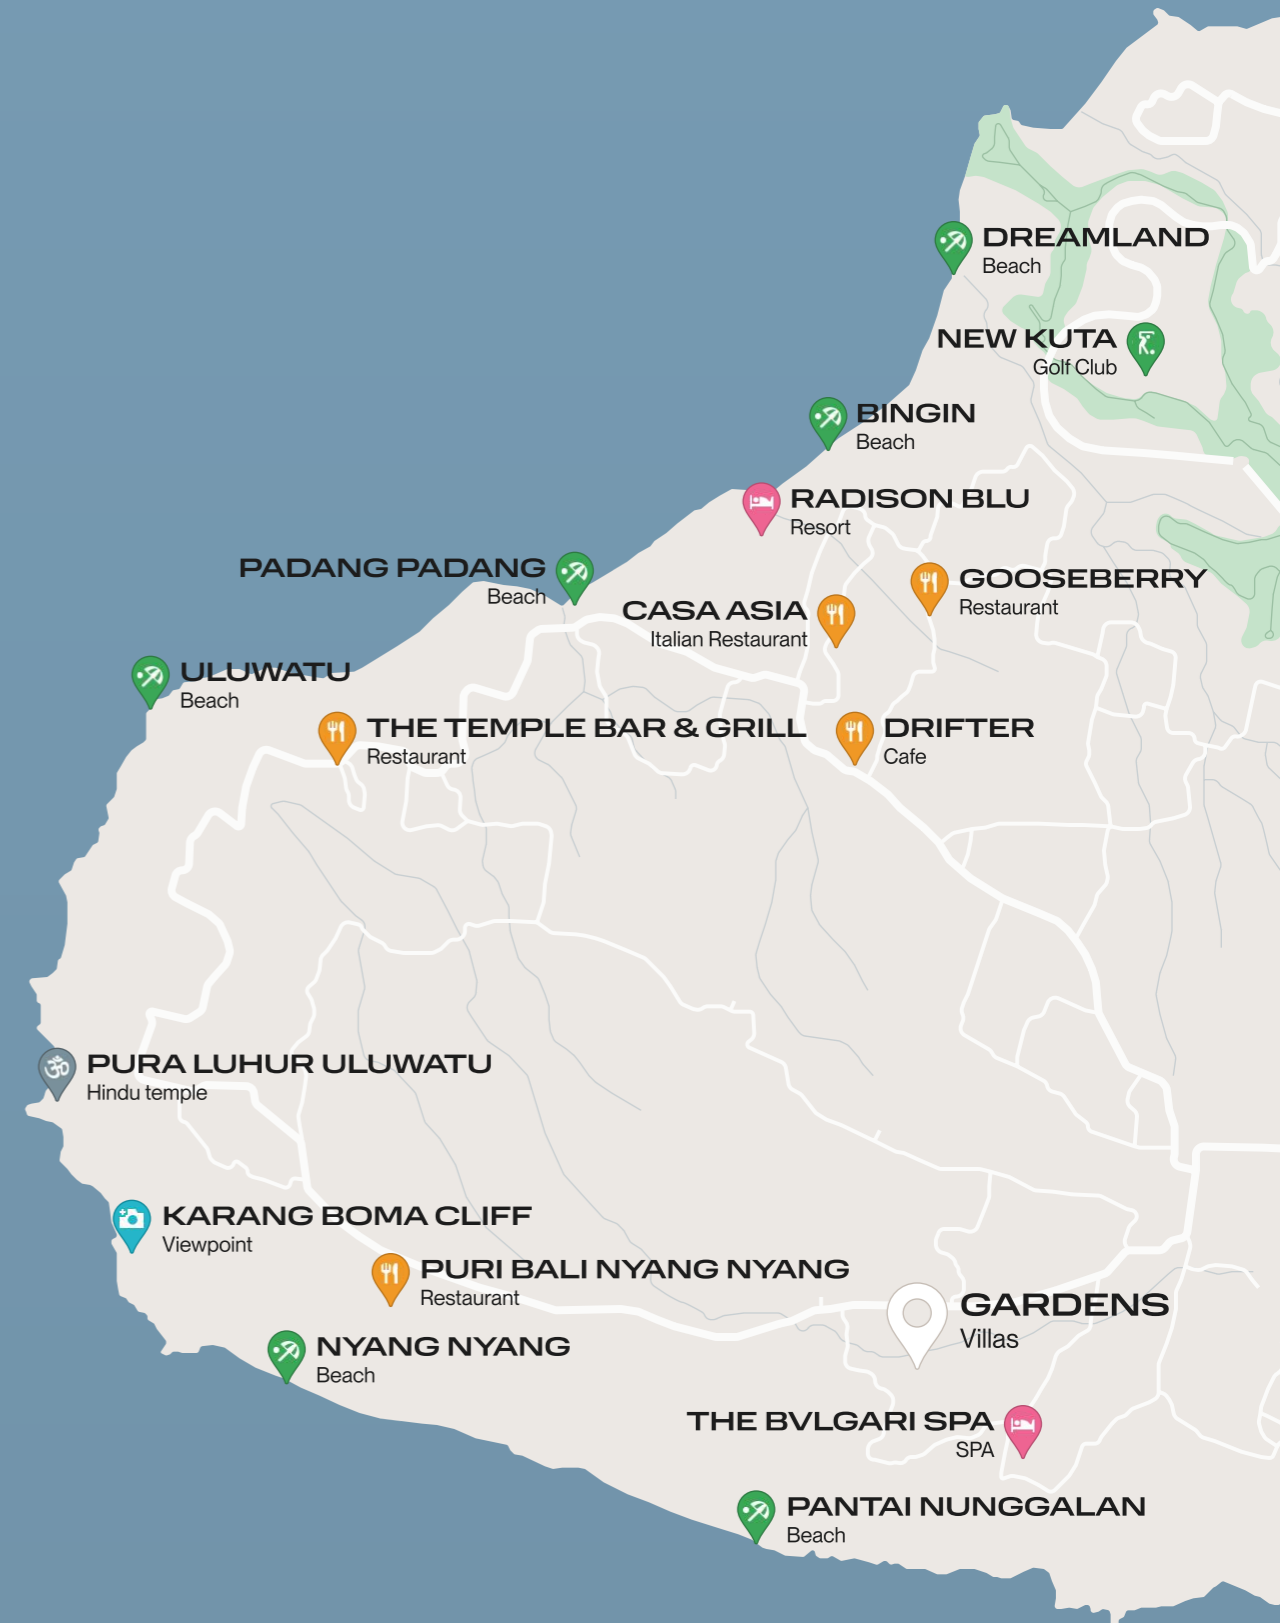 DREAMLAND
Beach
NEW KUTA
Golf Club
BINGIN
Beach
RADISON BLU
Resort
PADANG PADANG
Beach
GOOSEBERRY
Restaurant
CASA ASIA
Italian Restaurant
ULUWATU
Beach
THE TEMPLE BAR & GRILL
Restaurant
DRIFTER
Cafe
PURA LUHUR ULUWATU
Hindu temple
KARANG BOMA CLIFF
Viewpoint
PURI BALI NYANG NYANG
Restaurant
GARDENS
Villas
NYANG NYANG
Beach
THE BVLGARI SPA
SPA
PANTAI NUNGGALAN
Beach